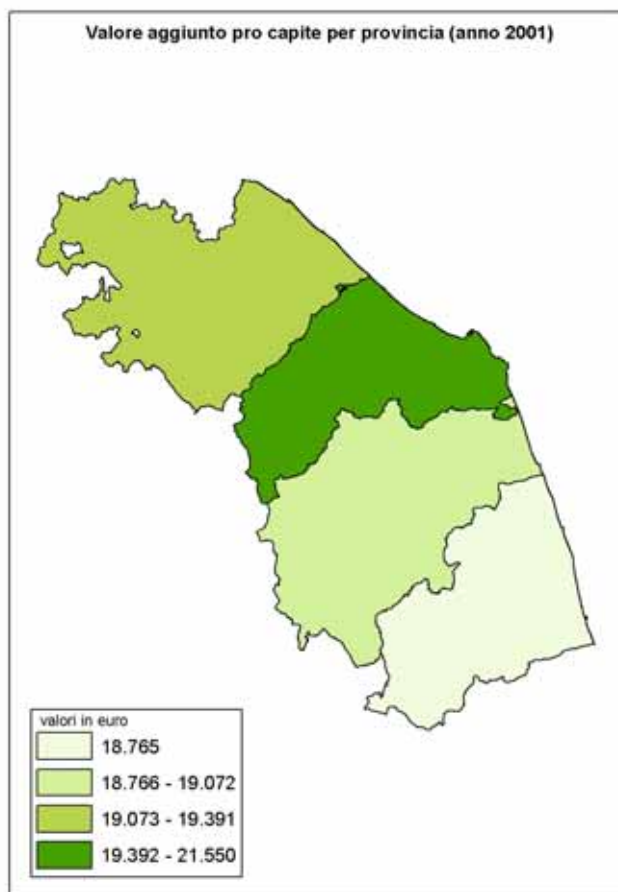 Valore aggiunto pro capite per provincia (anno 2001)
valori in euro
18.765
18.766 - 19.072
19.073 - 19.391
19.392 - 21.550